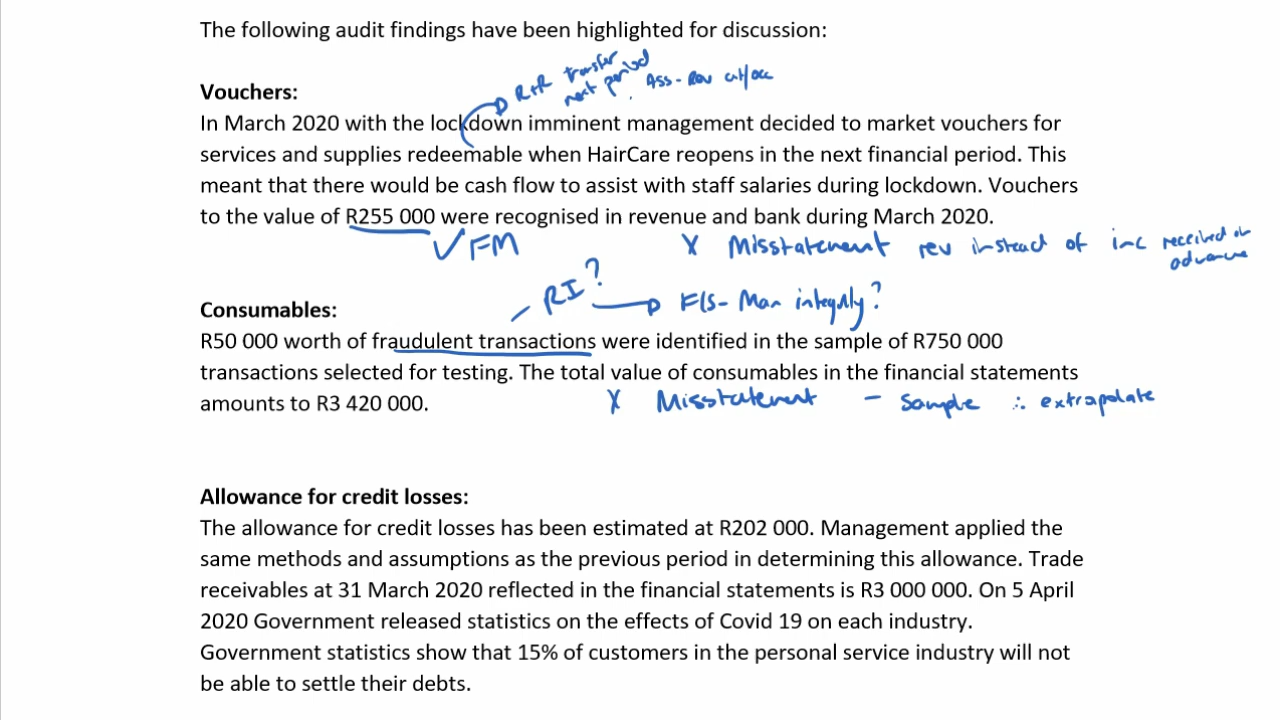 The following audit findings have been highlighted for discussion:
R+R transfer
next period
Ass - Rev cut/occ
Vouchers:
In March 2020 with the lockdown imminent management decided to market vouchers for
services and supplies redeemable when HairCare reopens in the next financial period. This
meant that there would be cash flow to assist with staff salaries during lockdown. Vouchers
to the value of R255 000 were recognised in revenue and bank during March 2020.
✓ FM
X Misstatement rev instead of inc received in
advance
- RI?
F/S - Man integrity?
Consumables:
R50 000 worth of fraudulent transactions were identified in the sample of R750 000
transactions selected for testing. The total value of consumables in the financial statements
amounts to R3 420 000.
X Misstatement - sample ∴ extrapolate
Allowance for credit losses:
The allowance for credit losses has been estimated at R202 000. Management applied the
same methods and assumptions as the previous period in determining this allowance. Trade
receivables at 31 March 2020 reflected in the financial statements is R3 000 000. On 5 April
2020 Government released statistics on the effects of Covid 19 on each industry.
Government statistics show that 15% of customers in the personal service industry will not
be able to settle their debts.